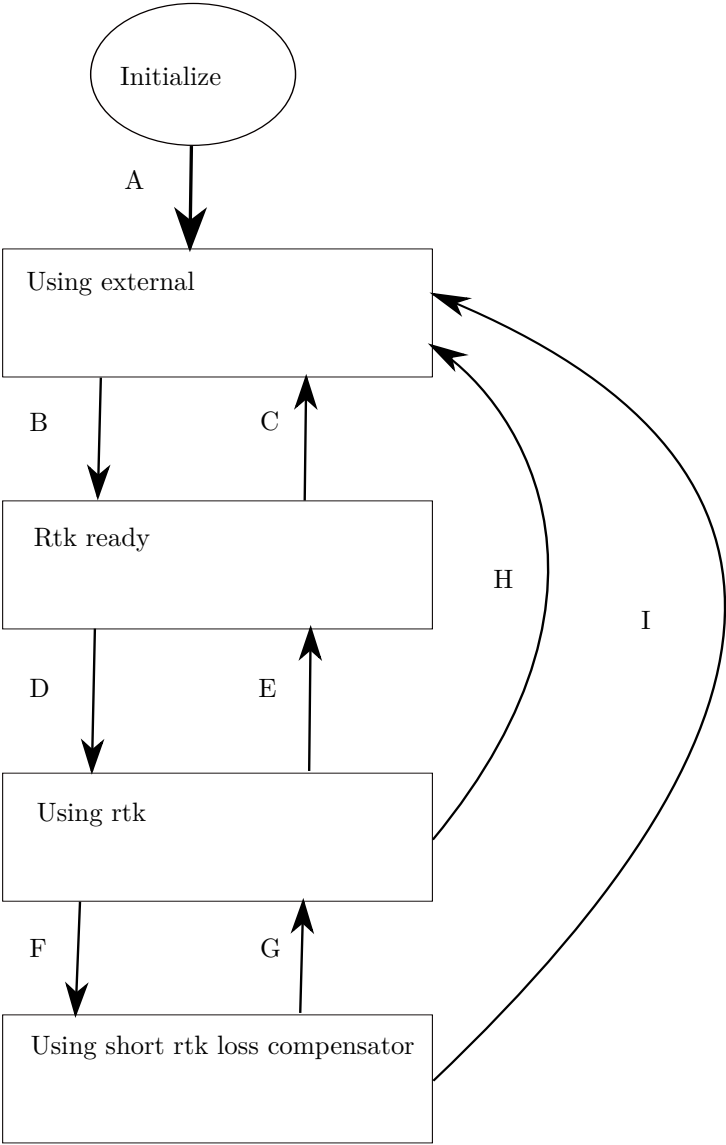 Initialize
A
Using external
B
C
Rtk ready
H
I
D
E
Using rtk
F
G
Using short rtk loss compensator